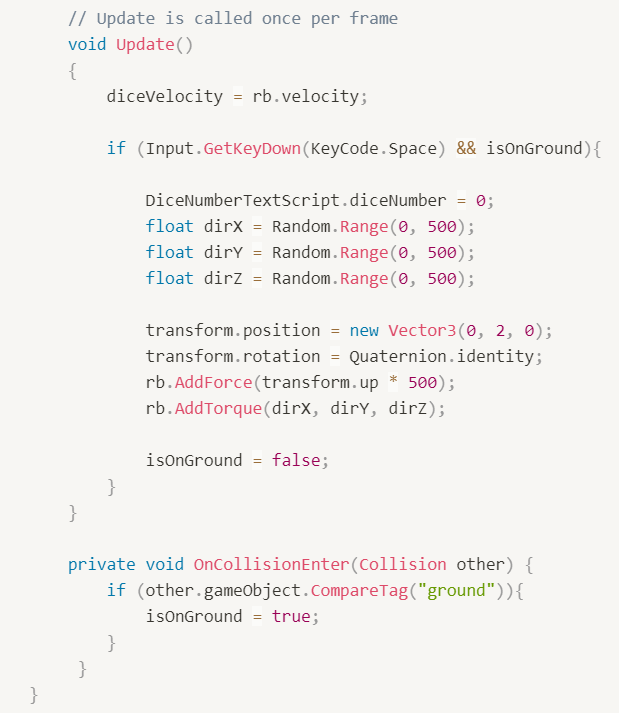 // Update is called once per frame
void Update()
{
diceVelocity = rb.velocity;
if (Input.GetKeyDown(KeyCode.Space) && isOnGround){
DiceNumberTextScript.diceNumber = 0;
float dirX = Random.Range(0, 500);
float dirY = Random.Range(0, 500);
float dirZ = Random.Range(0, 500);
transform.position = new Vector3(0, 2, 0);
transform.rotation = Quaternion.identity;
rb.AddForce(transform.up * 500);
rb.AddTorque(dirX, dirY, dirZ);
isOnGround = false;
}
}
private void OnCollisionEnter(Collision other) {
if (other.gameObject.CompareTag("ground")){
isOnGround = true;
}
}
}